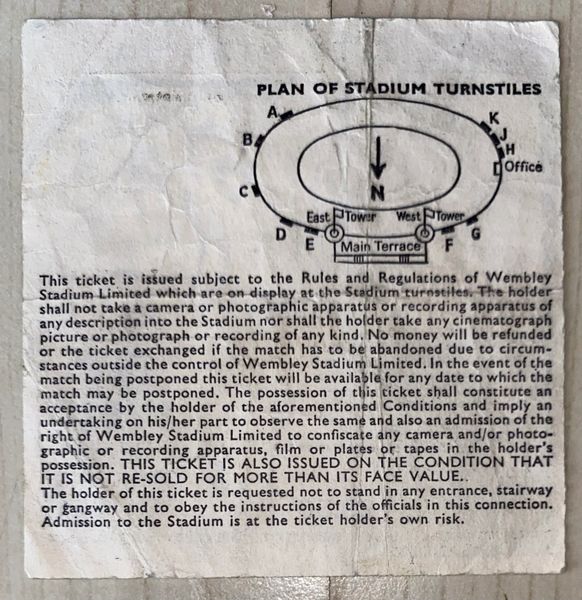 PLAN OF STADIUM TURNSTILES
A
K
B
J
H
Office
C
N
East Tower
West Tower
D
E
Main Terrace
F
G
This ticket is issued subject to the Rules and Regulations of Wembley
Stadium Limited which are on display at the Stadium turnstiles. The holder
shall not take a camera or photographic apparatus or recording apparatus of
any description into the Stadium nor shall the holder take any cinematograph
picture or photograph or recording of any kind. No money will be refunded
or the ticket exchanged if the match has to be abandoned due to circum-
stances outside the control of Wembley Stadium Limited. In the event of the
match being postponed this ticket will be available for any date to which the
match may be postponed. The possession of this ticket shall constitute an
acceptance by the holder of the aforementioned Conditions and imply an
undertaking on his/her part to observe the same and also an admission of the
right of Wembley Stadium Limited to confiscate any camera and/or photo-
graphic or recording apparatus, film or plates or tapes in the holder's
possession. THIS TICKET IS ALSO ISSUED ON THE CONDITION THAT
IT IS NOT RE-SOLD FOR MORE THAN ITS FACE VALUE.
The holder of this ticket is requested not to stand in any entrance, stairway
or gangway and to obey the instructions of the officials in this connection.
Admission to the Stadium is at the ticket holder's own risk.